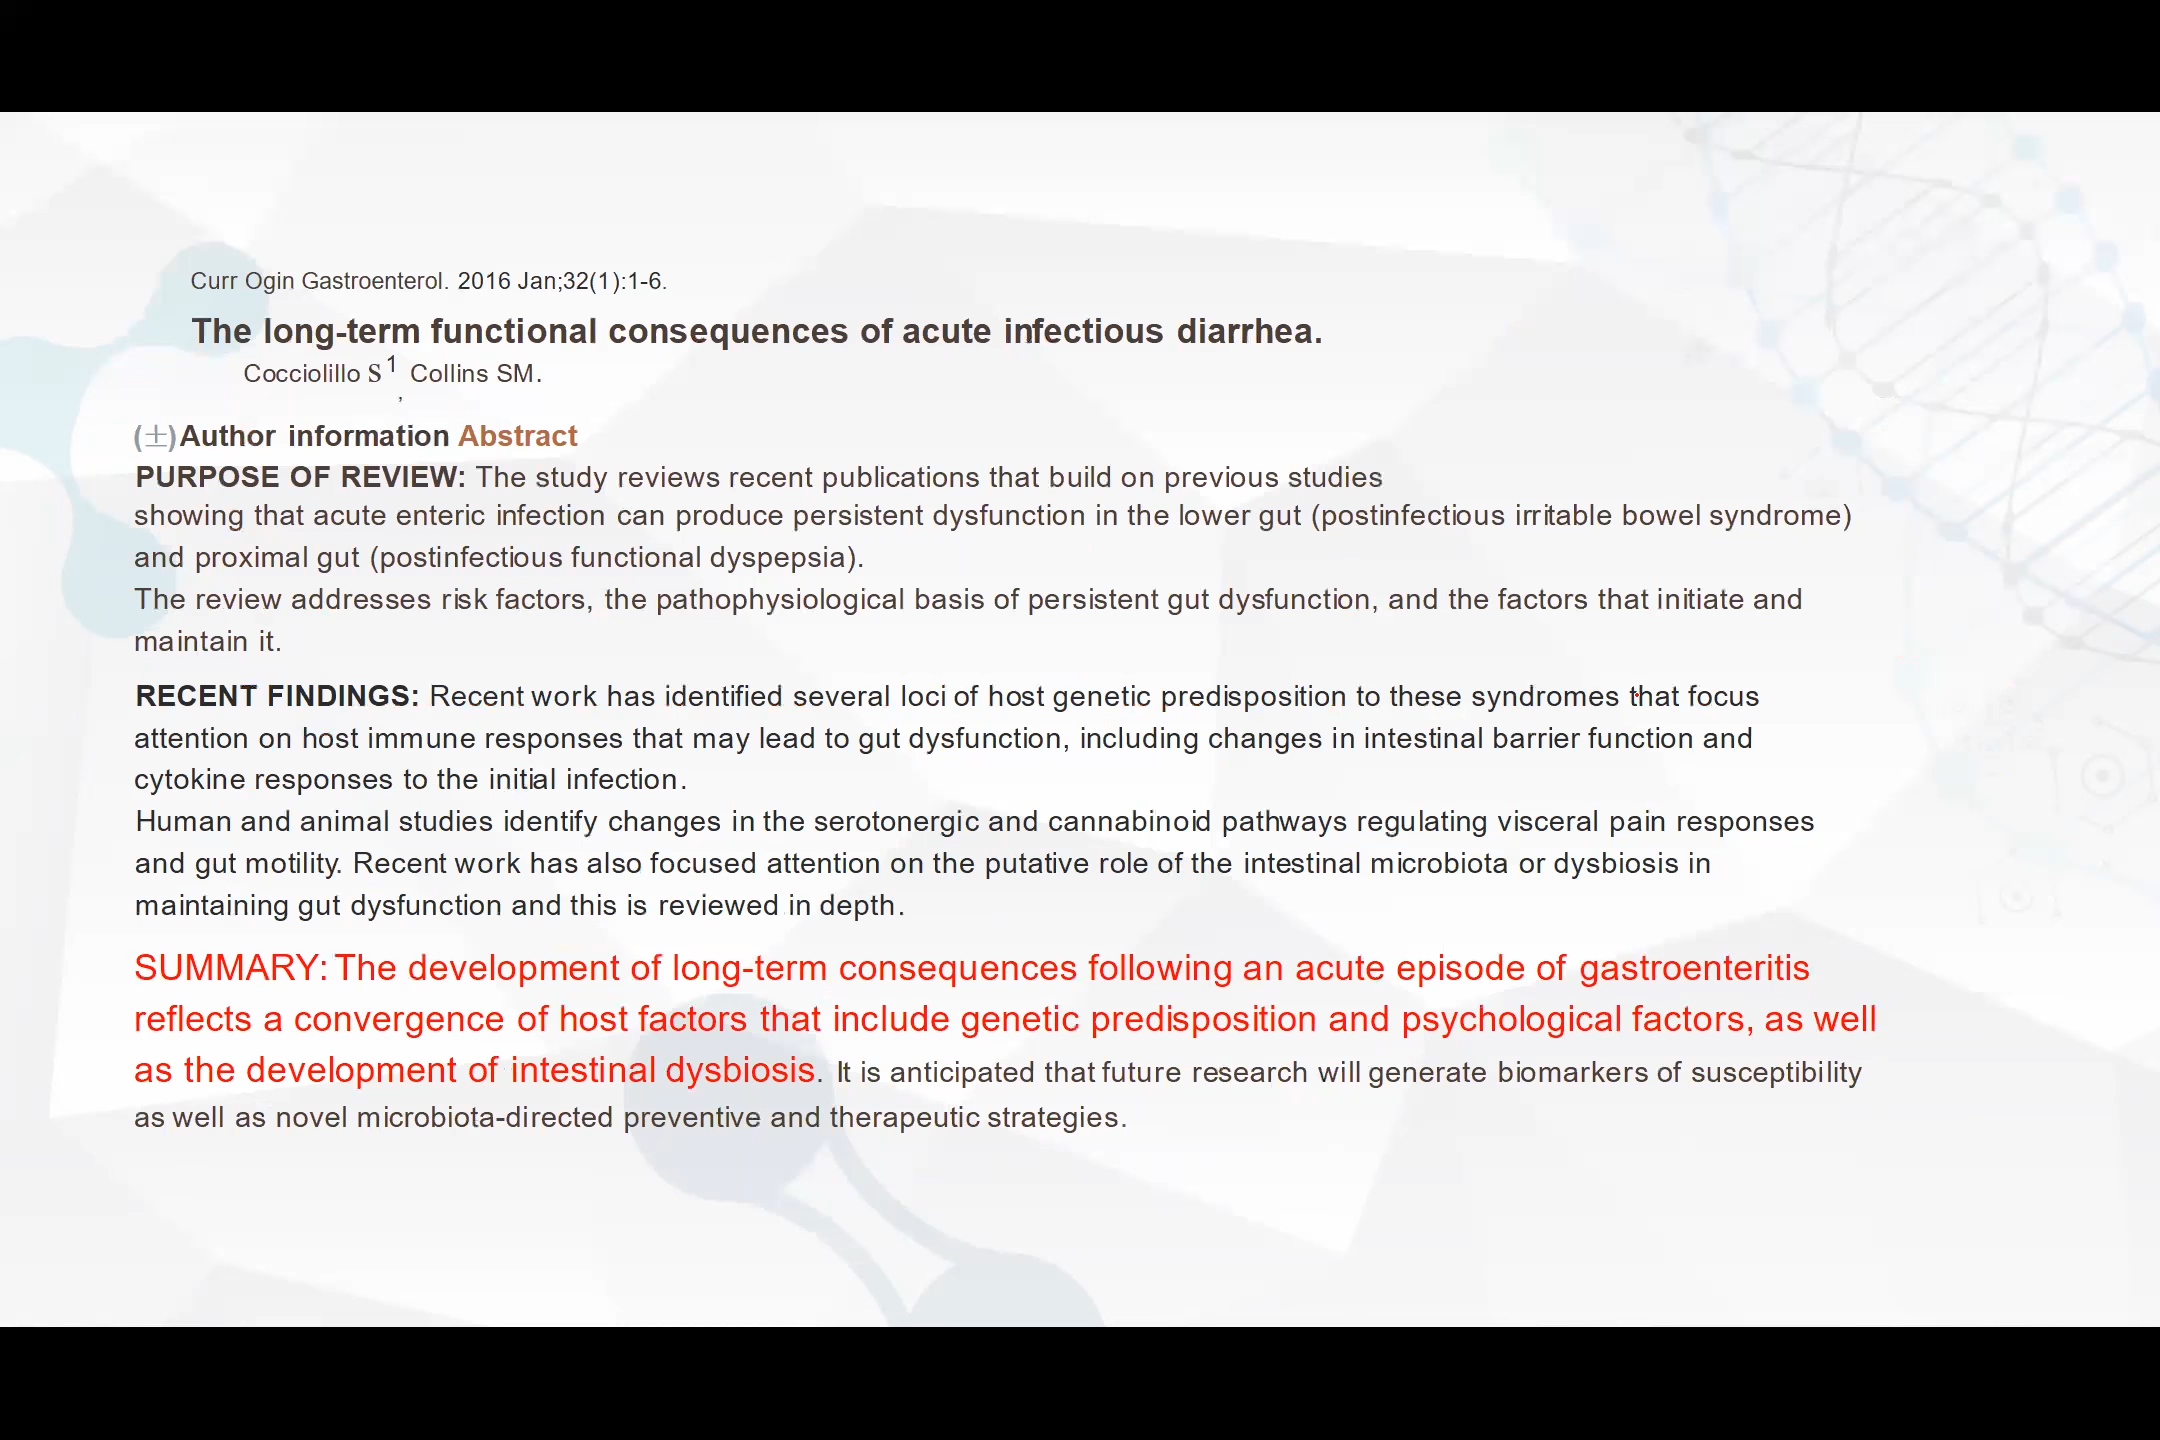 Curr Ogin Gastroenterol. 2016 Jan;32(1):1-6.
The long-term functional consequences of acute infectious diarrhea.
Cocciolillo S1, Collins SM.
(±)Author information Abstract
PURPOSE OF REVIEW: The study reviews recent publications that build on previous studies
showing that acute enteric infection can produce persistent dysfunction in the lower gut (postinfectious irritable bowel syndrome)
and proximal gut (postinfectious functional dyspepsia).
The review addresses risk factors, the pathophysiological basis of persistent gut dysfunction, and the factors that initiate and
maintain it.
RECENT FINDINGS: Recent work has identified several loci of host genetic predisposition to these syndromes that focus
attention on host immune responses that may lead to gut dysfunction, including changes in intestinal barrier function and
cytokine responses to the initial infection.
Human and animal studies identify changes in the serotonergic and cannabinoid pathways regulating visceral pain responses
and gut motility. Recent work has also focused attention on the putative role of the intestinal microbiota or dysbiosis in
maintaining gut dysfunction and this is reviewed in depth.
SUMMARY: The development of long-term consequences following an acute episode of gastroenteritis
reflects a convergence of host factors that include genetic predisposition and psychological factors, as well
as the development of intestinal dysbiosis. It is anticipated that future research will generate biomarkers of susceptibility
as well as novel microbiota-directed preventive and therapeutic strategies.